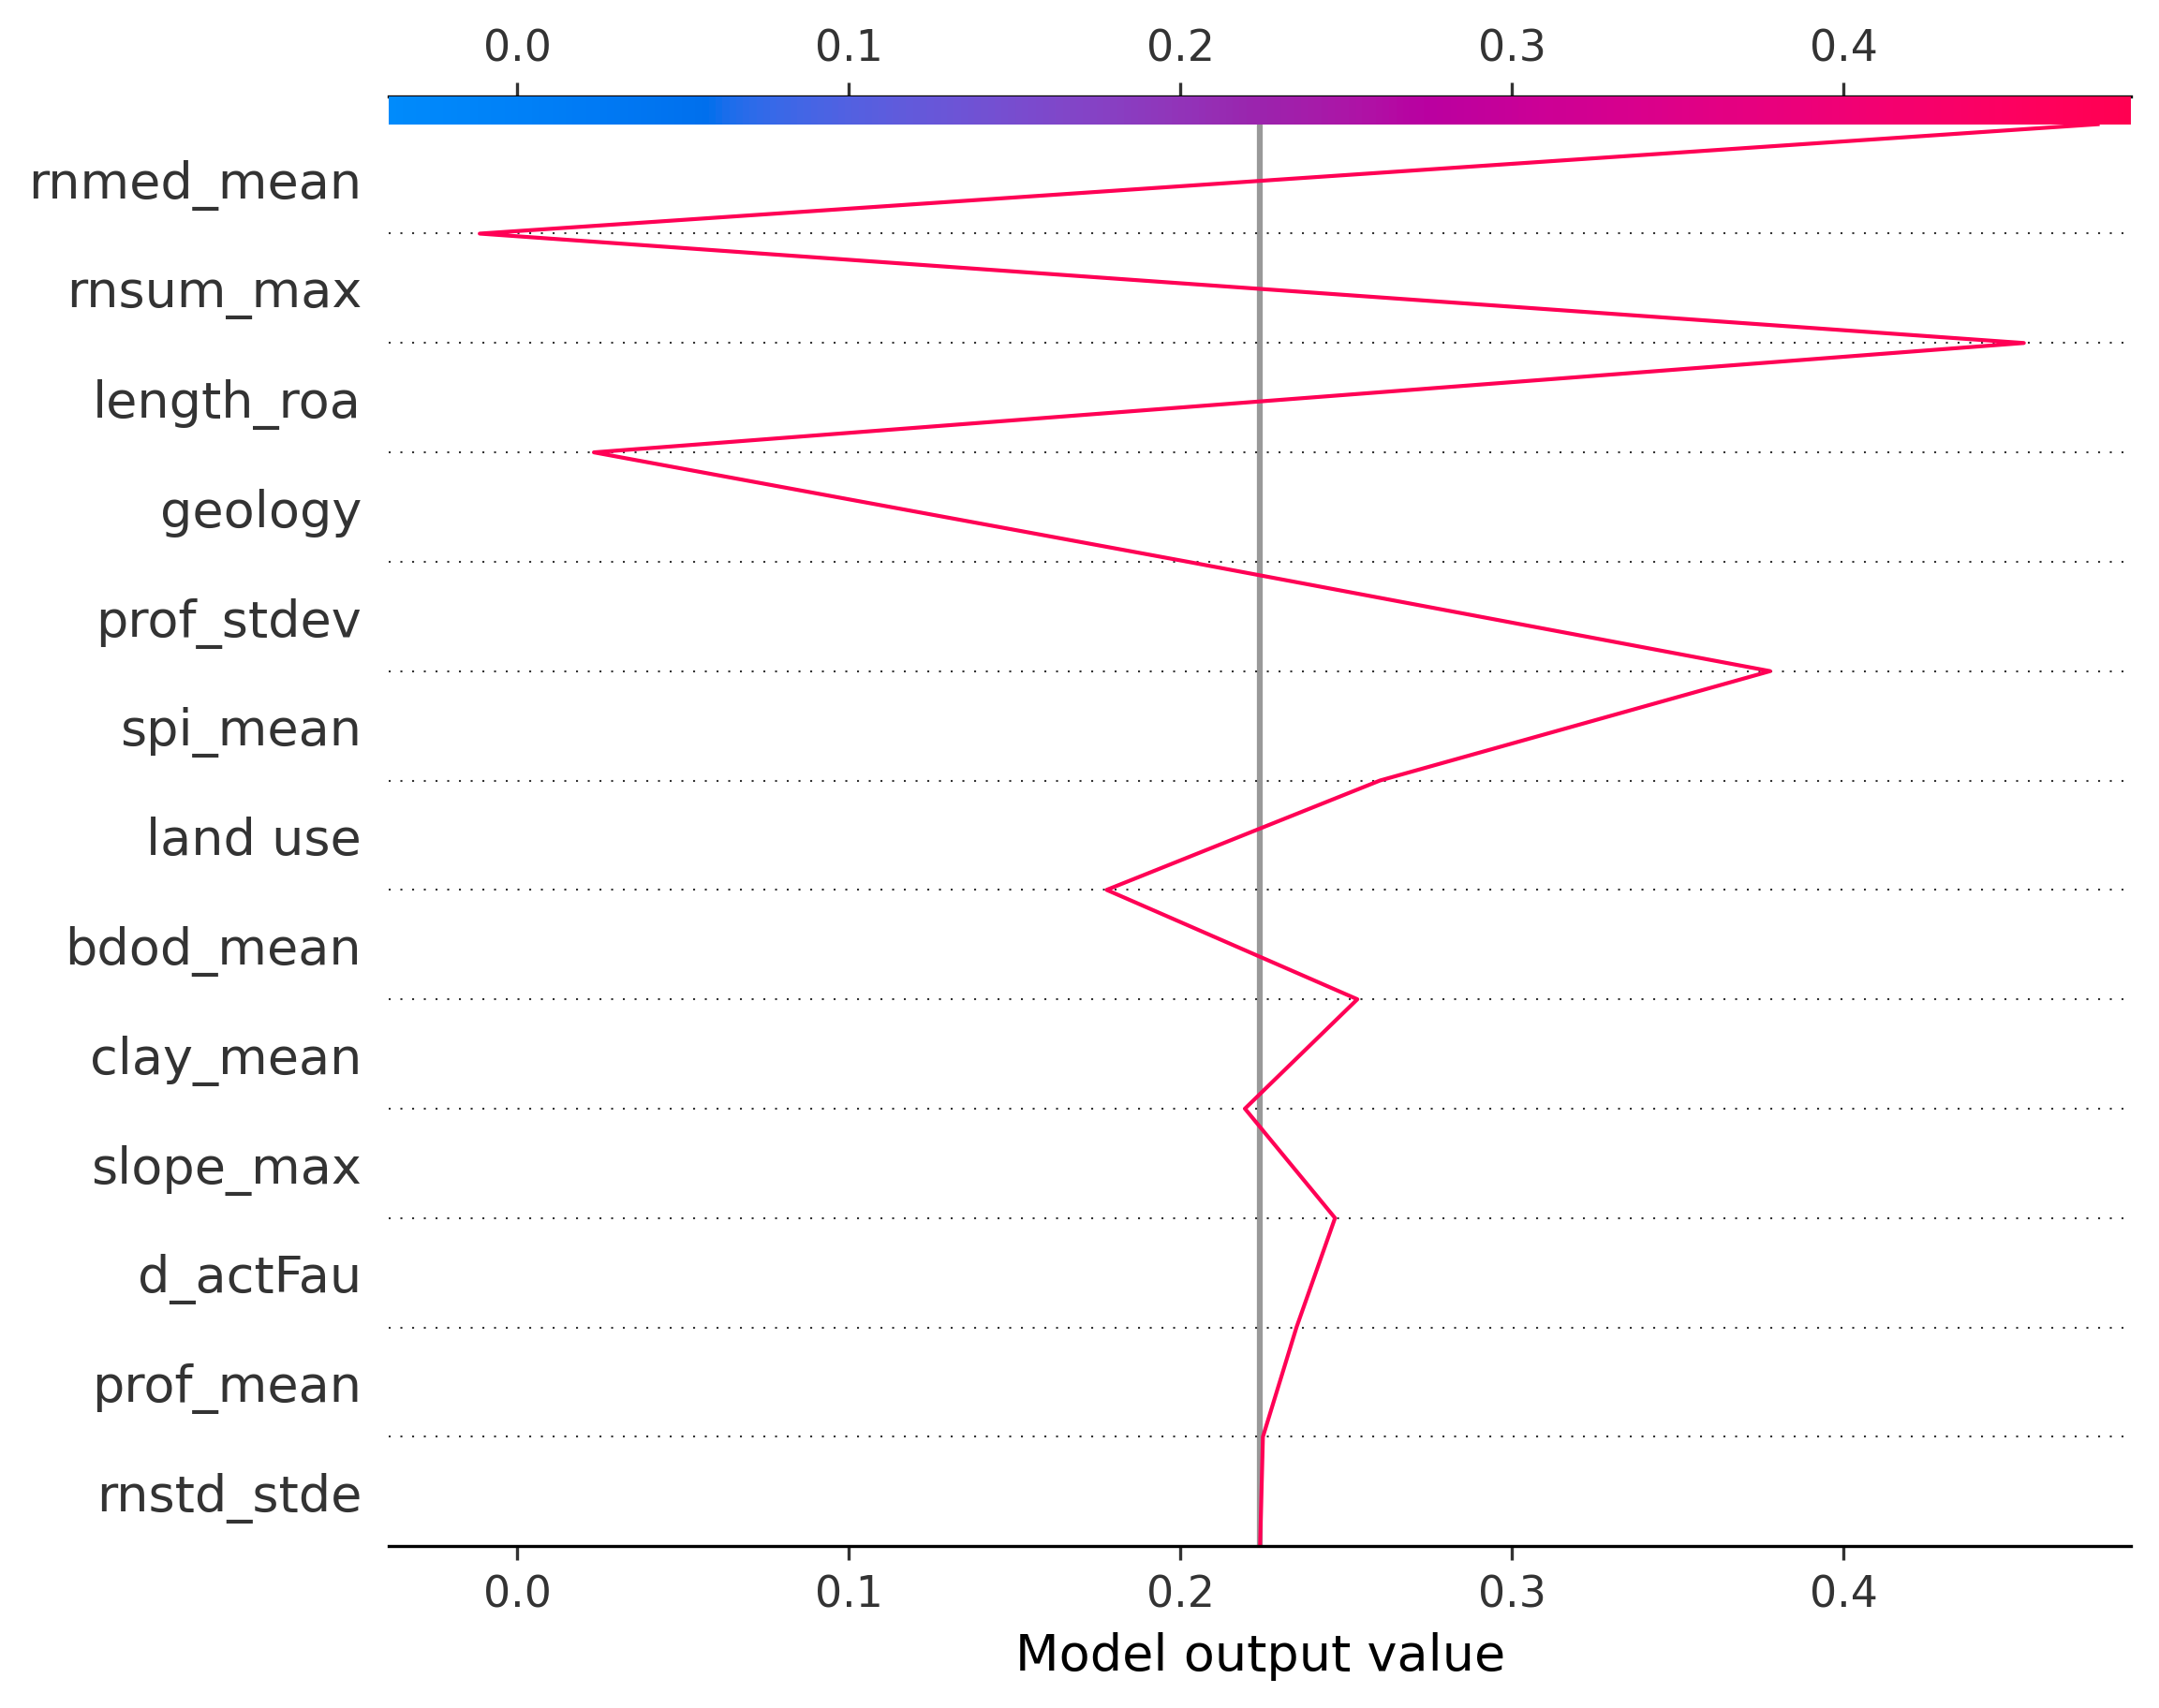 0.0 0.1 0.2 0.3 0.4
rnmed_mean
rnsum_max
length_roa
geology
prof_stdev
spi_mean
land use
bdod_mean
clay_mean
slope_max
d_actFau
prof_mean
rnstd_stde
0.0 0.1 0.2 0.3 0.4
Model output value